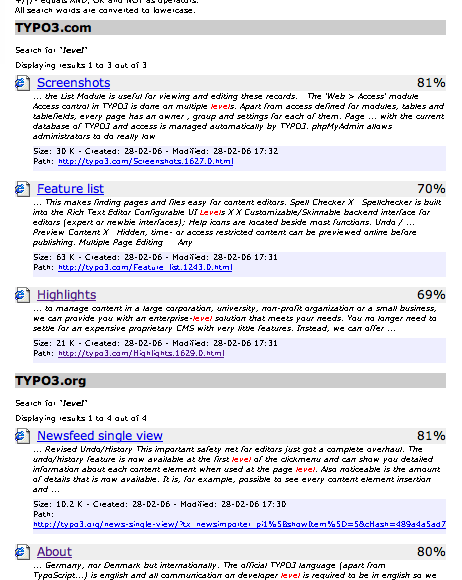 +/|/- equals AND, OR and NOT as operators.
All search words are converted to lowercase.
TYPO3.com
Search for "level"
Displaying results 1 to 3 out of 3
Screenshots 81%
... the List Module is useful for viewing and editing these records.   The 'Web > Access' module
Access control in TYPO3 is done on multiple levels. Apart from access defined for modules, tables and
tablefields, every page has an owner , group and settings for each of them. Page ... with the current
database of TYPO3 and access is managed automatically by TYPO3. phpMyAdmin allows
administrators to do really low
Size: 30 K - Created: 28-02-06 - Modified: 28-02-06 17:32
Path: http://typo3.com/Screenshots.1627.0.html
Feature list 70%
... This makes finding pages and files easy for content editors. Spell Checker X   Spellchecker is built
into the Rich Text Editor Configurable UI Levels X X Customizable/Skinnable backend interface for
editors (expert or newbie interfaces); Help icons are located beside most functions. Undo / ...
Preview Content X   Hidden, time- or access restricted content can be previewed online before
publishing. Multiple Page Editing    Any
Size: 63 K - Created: 28-02-06 - Modified: 28-02-06 17:31
Path: http://typo3.com/Feature_list.1243.0.html
Highlights 69%
... to manage content in a large corporation, university, non-profit organization or a small business,
we can provide you with an enterprise-level solution that meets your needs. You no longer need to
settle for an expensive proprietary CMS with very little features. Instead, we can offer ...
Size: 21 K - Created: 28-02-06 - Modified: 28-02-06 17:31
Path: http://typo3.com/Highlights.1629.0.html
TYPO3.org
Search for "level"
Displaying results 1 to 4 out of 4
Newsfeed single view 81%
... Revised Undo/History This important safety net for editors just got a complete overhaul. The
undo/history feature is now available at the first level of the clickmenu and can show you detailed
information about each content element when used at the page level. Also noticeable is the amount
of details that is now available. It is, for example, possible to see every content element insertion
and ...
Size: 10.2 K - Created: 28-02-06 - Modified: 28-02-06 17:30
Path:
http://typo3.org/news-single-view/?tx_newsimporter_pi1%5BshowItem%5D=5&cHash=489a4a5ad7
About 80%
... Germany, nor Denmark but internationally. The official TYPO3 language (apart from
TypoScript...) is english and all communication on developer level is required to be in english so we